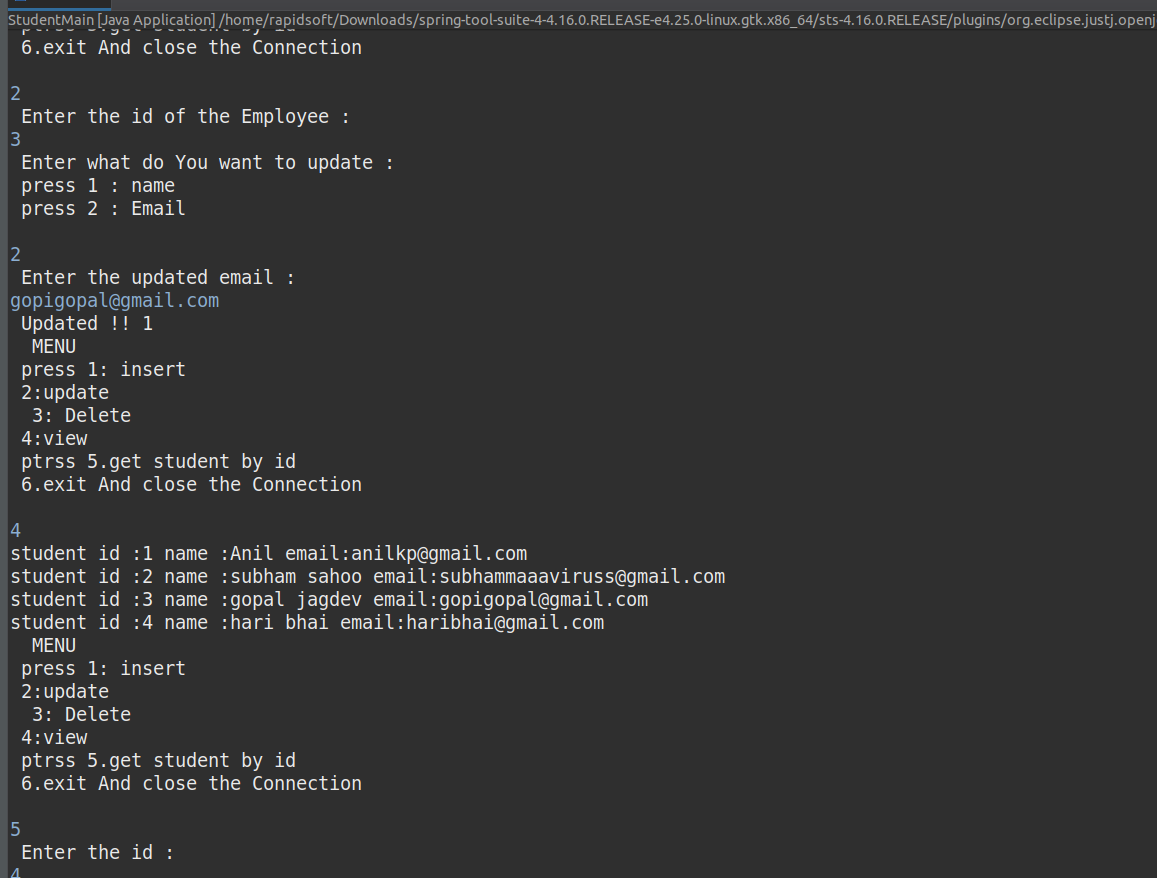 StudentMain [Java Application] /home/rapidsoft/Downloads/spring-tool-suite-4-4.16.0.RELEASE-e4.25.0-linux.gtk.x86_64/sts-4.16.0.RELEASE/plugins/org.eclipse.justj.openj
ptrss 5.get student by id
6.exit And close the Connection
2
Enter the id of the Employee :
3
Enter what do You want to update :
press 1 : name
press 2 : Email
2
Enter the updated email :
gopigopal@gmail.com
Updated !! 1
MENU
press 1: insert
2:update
3: Delete
4:view
ptrss 5.get student by id
6.exit And close the Connection
4
student id :1 name :Anil email:anilkp@gmail.com
student id :2 name :subham sahoo email:subhammaaaviruss@gmail.com
student id :3 name :gopal jagdev email:gopigopal@gmail.com
student id :4 name :hari bhai email:haribhai@gmail.com
MENU
press 1: insert
2:update
3: Delete
4:view
ptrss 5.get student by id
6.exit And close the Connection
5
Enter the id :
4